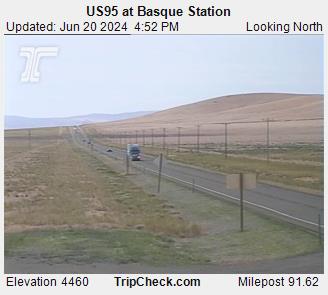 US95 at Basque Station
Updated: Jun 20 2024 4:52 PM Looking North
Elevation 4460 TripCheck.com Milepost 91.62